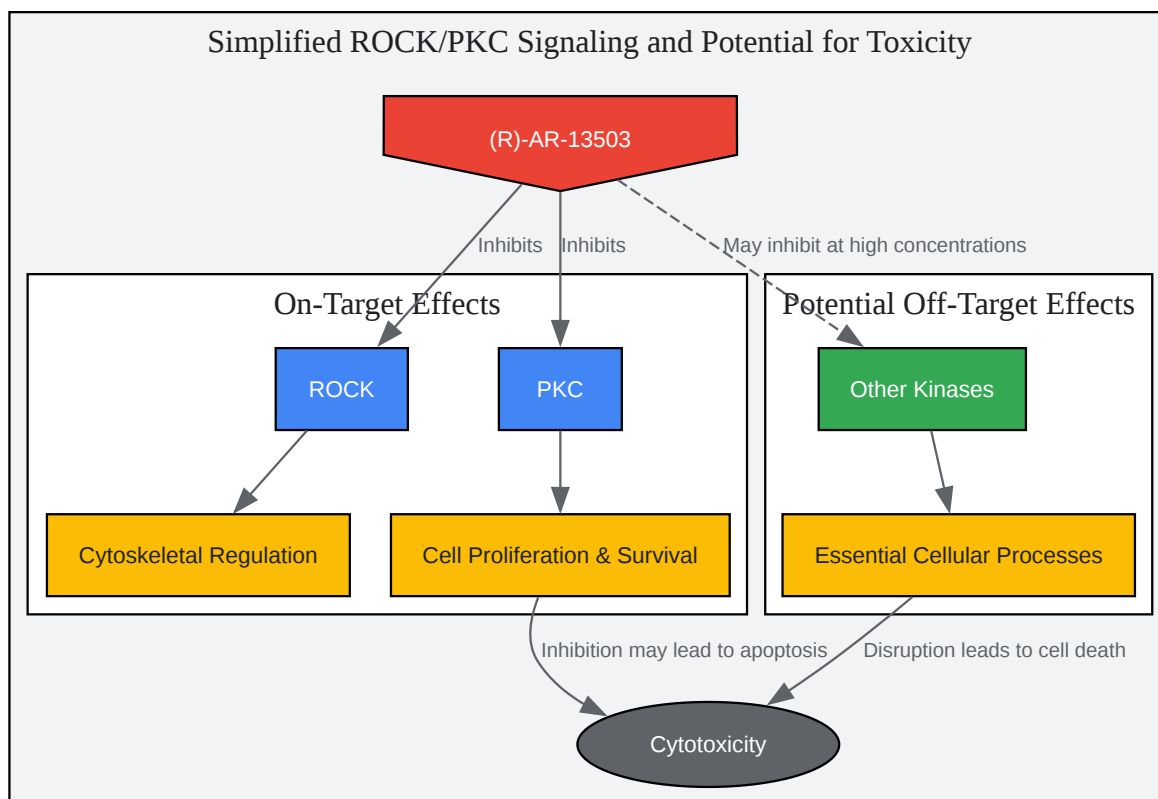 Simplified ROCK/PKC Signaling and Potential for Toxicity
(R)-AR-13503
Inhibits
Inhibits
May inhibit at high concentrations
On-Target Effects
Potential Off-Target Effects
ROCK
PKC
Other Kinases
Cytoskeletal Regulation
Cell Proliferation & Survival
Essential Cellular Processes
Inhibition may lead to apoptosis
Disruption leads to cell death
Cytotoxicity